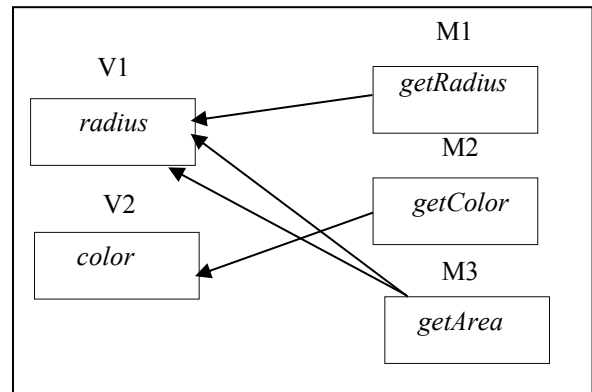 V1
radius
V2
color
M1
getRadius
M2
getColor
M3
getArea